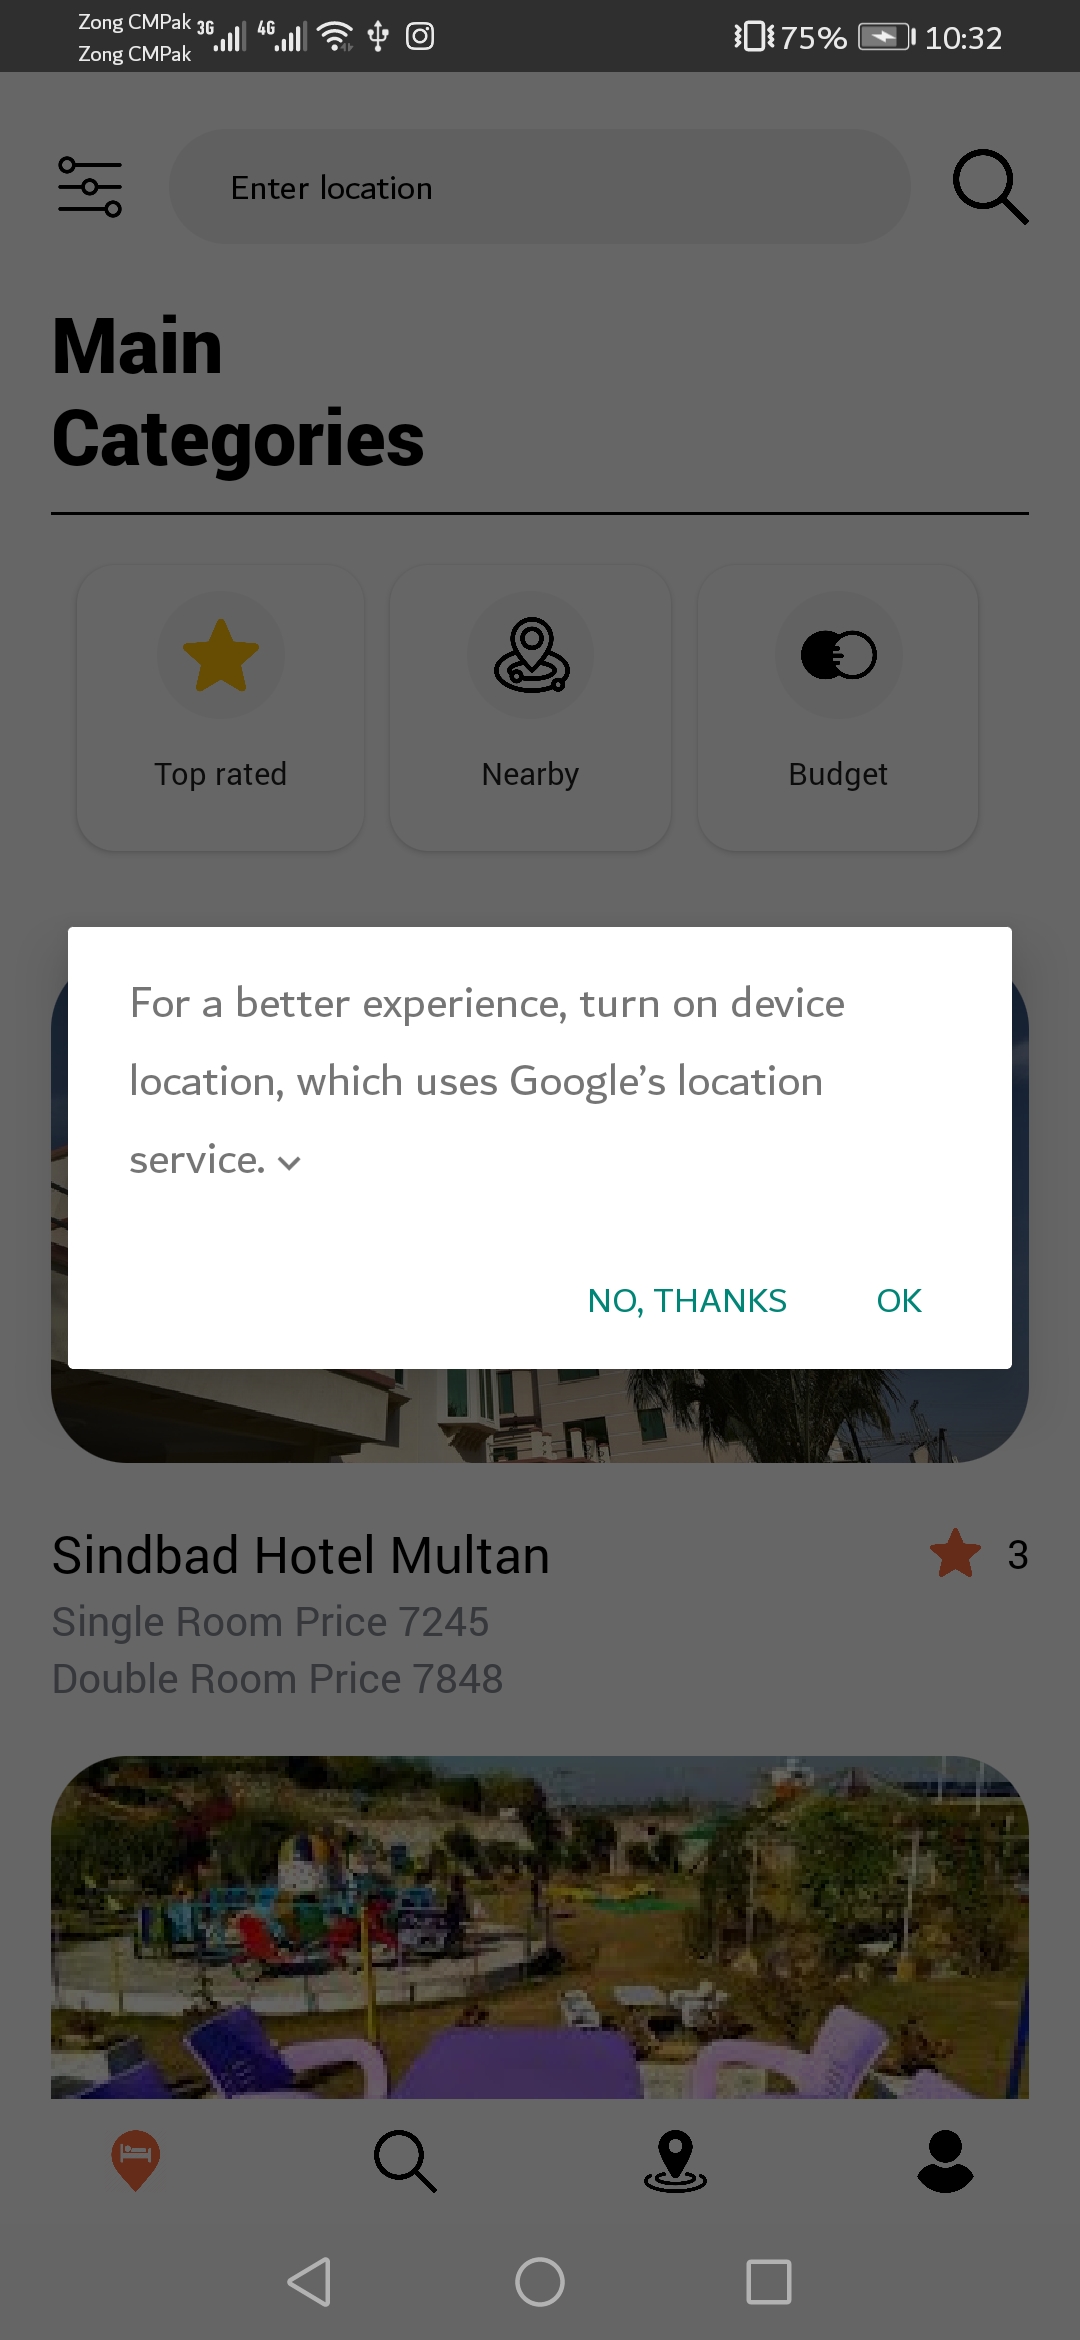 Zong CMPak 3G 4G 75% 10:32
Zong CMPak
Enter location
Main
Categories
Top rated Nearby Budget
For a better experience, turn on device
location, which uses Google’s location
service.
NO, THANKS OK
Sindbad Hotel Multan 3
Single Room Price 7245
Double Room Price 7848